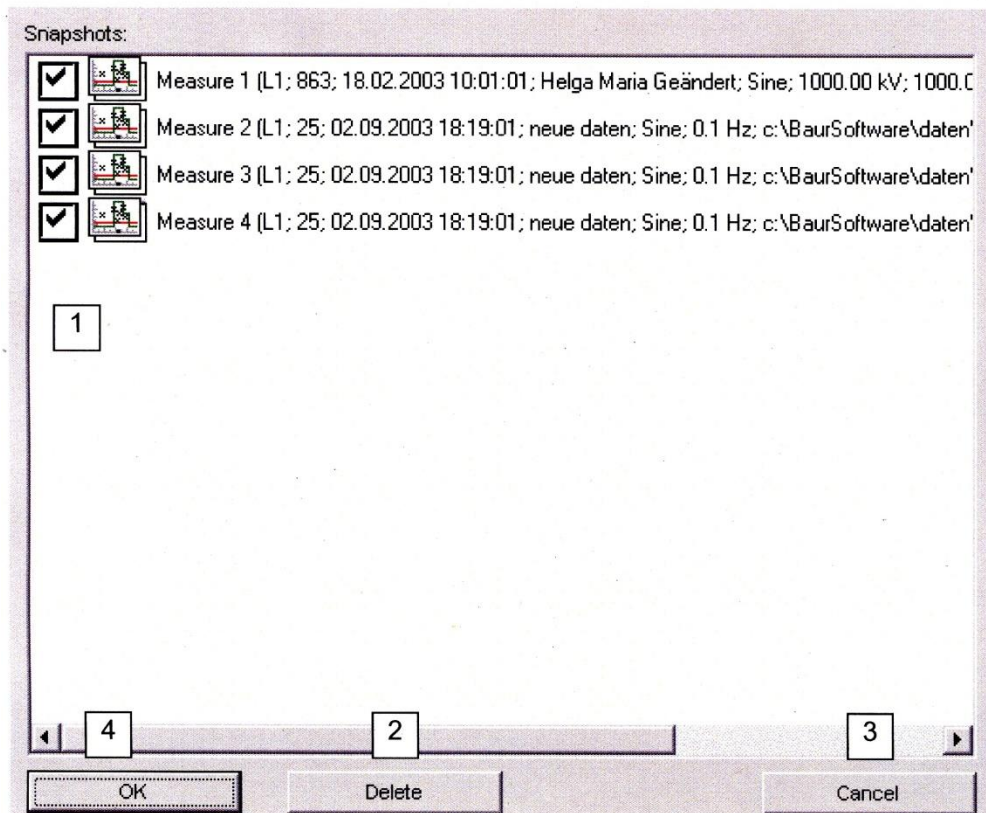 Snapshots:
Measure 1 (L1; 863; 18.02.2003 10:01:01; Helga Maria Geändert; Sine; 1000.00 kV; 1000.0
Measure 2 (L1; 25; 02.09.2003 18:19:01; neue daten; Sine; 0.1 Hz; c:\BaurSoftware\daten'
Measure 3 (L1; 25; 02.09.2003 18:19:01; neue daten; Sine; 0.1 Hz; c:\BaurSoftware\daten'
Measure 4 (L1; 25; 02.09.2003 18:19:01; neue daten; Sine; 0.1 Hz; c:\BaurSoftware\daten'
1
4 2 3
OK Delete Cancel